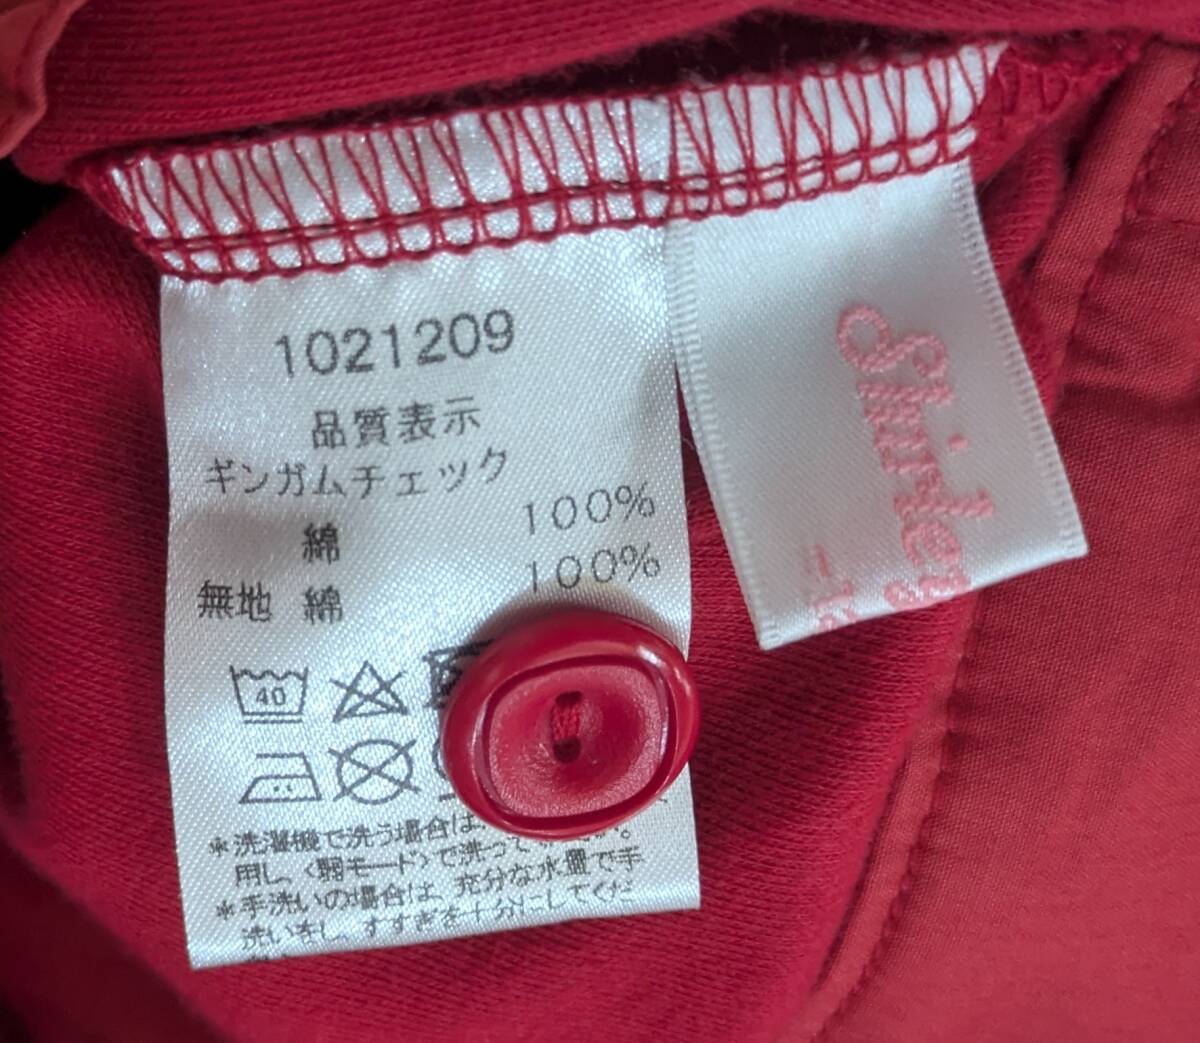 1021209
品質表示
ギンガムチェック
綿 100%
無地 綿 100%
40
*洗濯機で洗う場合は
用し、〈弱モード〉で洗って
*手洗いの場合は、充分な水量で手
洗いをし、すすぎを十分にしてくだ
Shirley